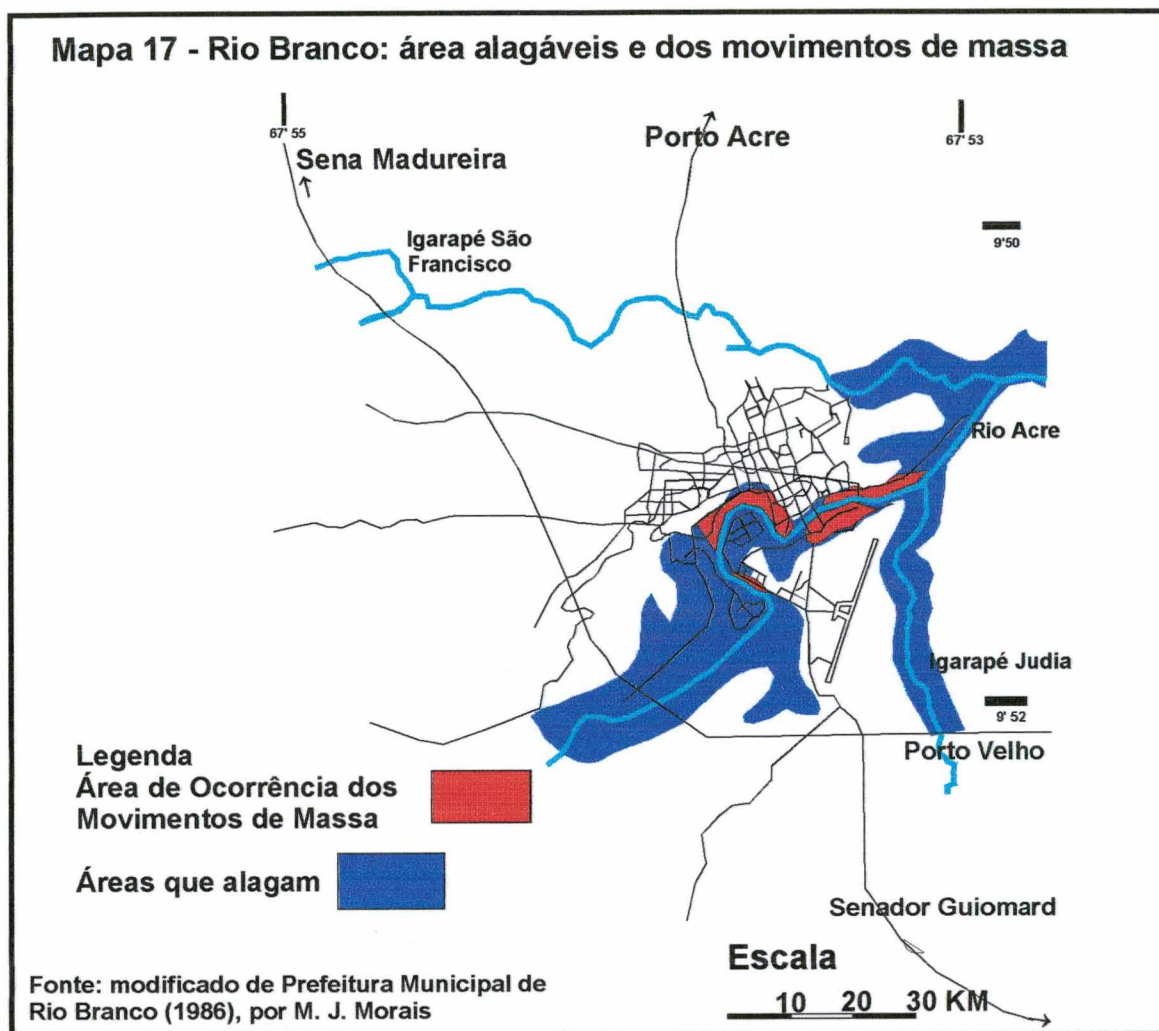 Mapa 17 - Rio Branco: área alagáveis e dos movimentos de massa
67' 55
Porto Acre
67' 53
Sena Madureira
9'50
Igarapé São
Francisco
Rio Acre
Igarapé Judia
9' 52
Porto Velho
Legenda
Área de Ocorrência dos
Movimentos de Massa
Áreas que alagam
Senador Guiomard
Escala
10 20 30 KM
Fonte: modificado de Prefeitura Municipal de
Rio Branco (1986), por M. J. Morais